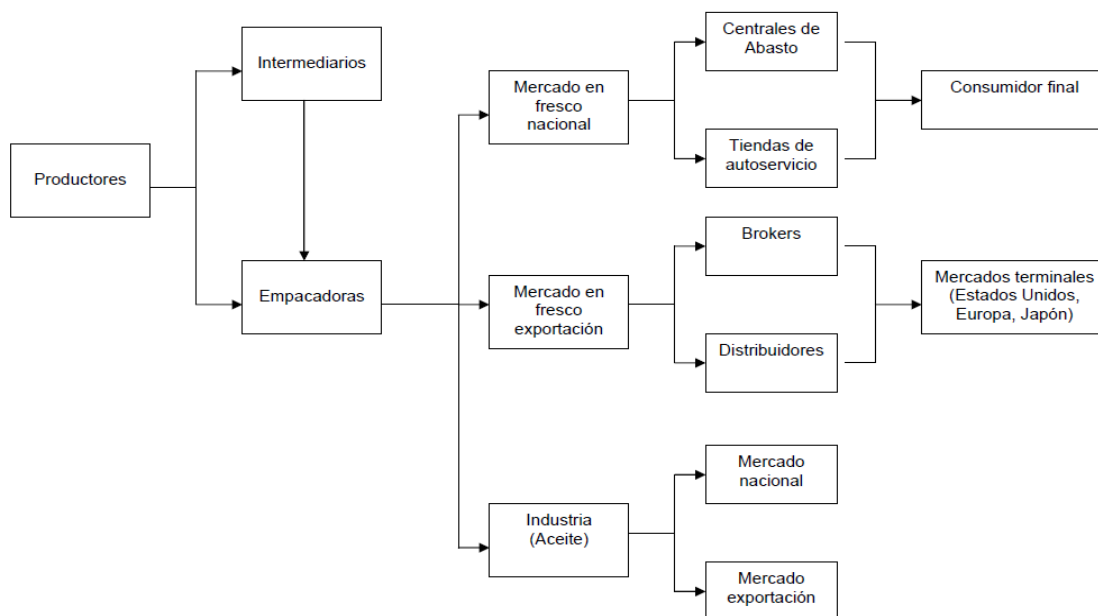 Productores
Intermediarios
Empacadoras
Mercado en
fresco
nacional
Mercado en
fresco
exportación
Industria
(Aceite)
Centrales de
Abasto
Tiendas de
autoservicio
Brokers
Distribuidores
Mercado
nacional
Mercado
exportación
Consumidor final
Mercados terminales
(Estados Unidos,
Europa, Japón)